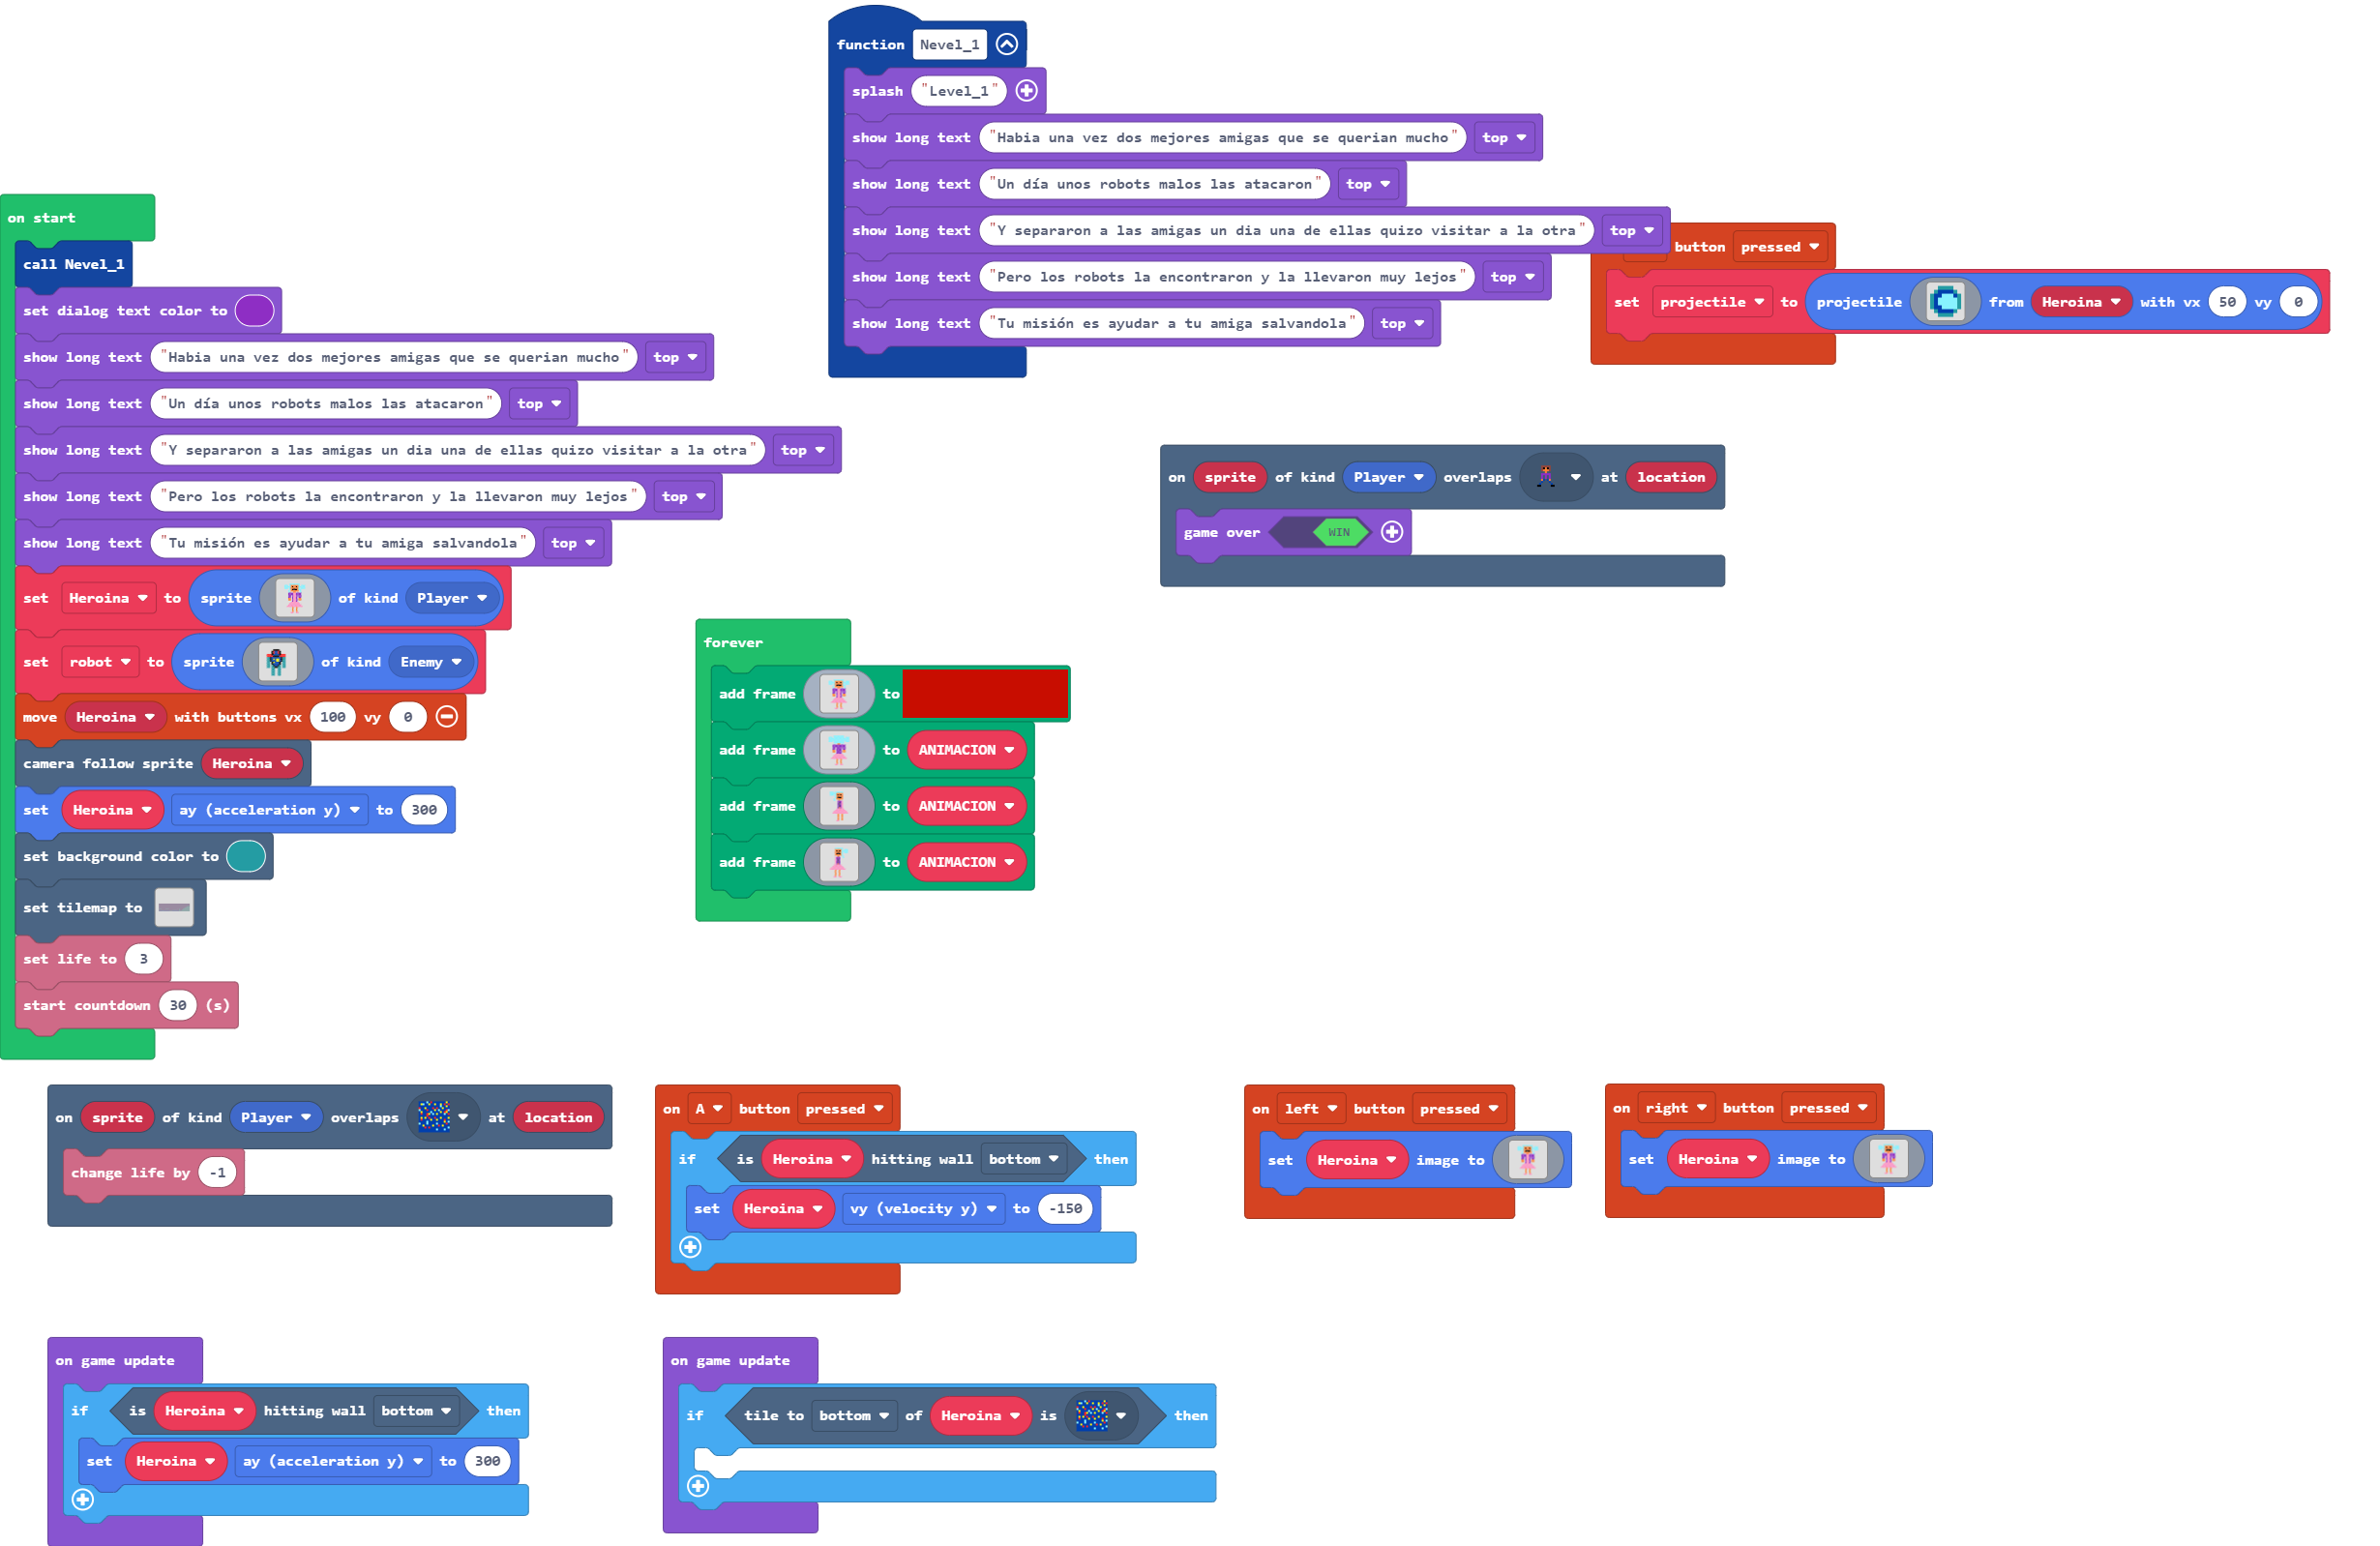 function Nevel_1
splash "Level_1"
show long text "Habia una vez dos mejores amigas que se querian mucho" top
show long text "Un día unos robots malos las atacaron" top
show long text "Y separaron a las amigas un dia una de ellas quizo visitar a la otra" top
show long text "Pero los robots la encontraron y la llevaron muy lejos" top
show long text "Tu misión es ayudar a tu amiga salvandola" top
button pressed
set projectile to projectile from Heroina with vx 50 vy 0
on start
call Nevel_1
set dialog text color to
show long text "Habia una vez dos mejores amigas que se querian mucho" top
show long text "Un día unos robots malos las atacaron" top
show long text "Y separaron a las amigas un dia una de ellas quizo visitar a la otra" top
show long text "Pero los robots la encontraron y la llevaron muy lejos" top
show long text "Tu misión es ayudar a tu amiga salvandola" top
set Heroina to sprite of kind Player
set robot to sprite of kind Enemy
move Heroina with buttons vx 100 vy 0
camera follow sprite Heroina
set Heroina ay (acceleration y) to 300
set background color to
set tilemap to
set life to 3
start countdown 30 (s)
on sprite of kind Player overlaps at location
game over WIN
forever
add frame to
add frame to ANIMACION
add frame to ANIMACION
add frame to ANIMACION
on sprite of kind Player overlaps at location
change life by -1
on A button pressed
if is Heroina hitting wall bottom then
set Heroina vy (velocity y) to -150
on left button pressed
set Heroina image to
on right button pressed
set Heroina image to
on game update
if is Heroina hitting wall bottom then
set Heroina ay (acceleration y) to 300
on game update
if tile to bottom of Heroina is then